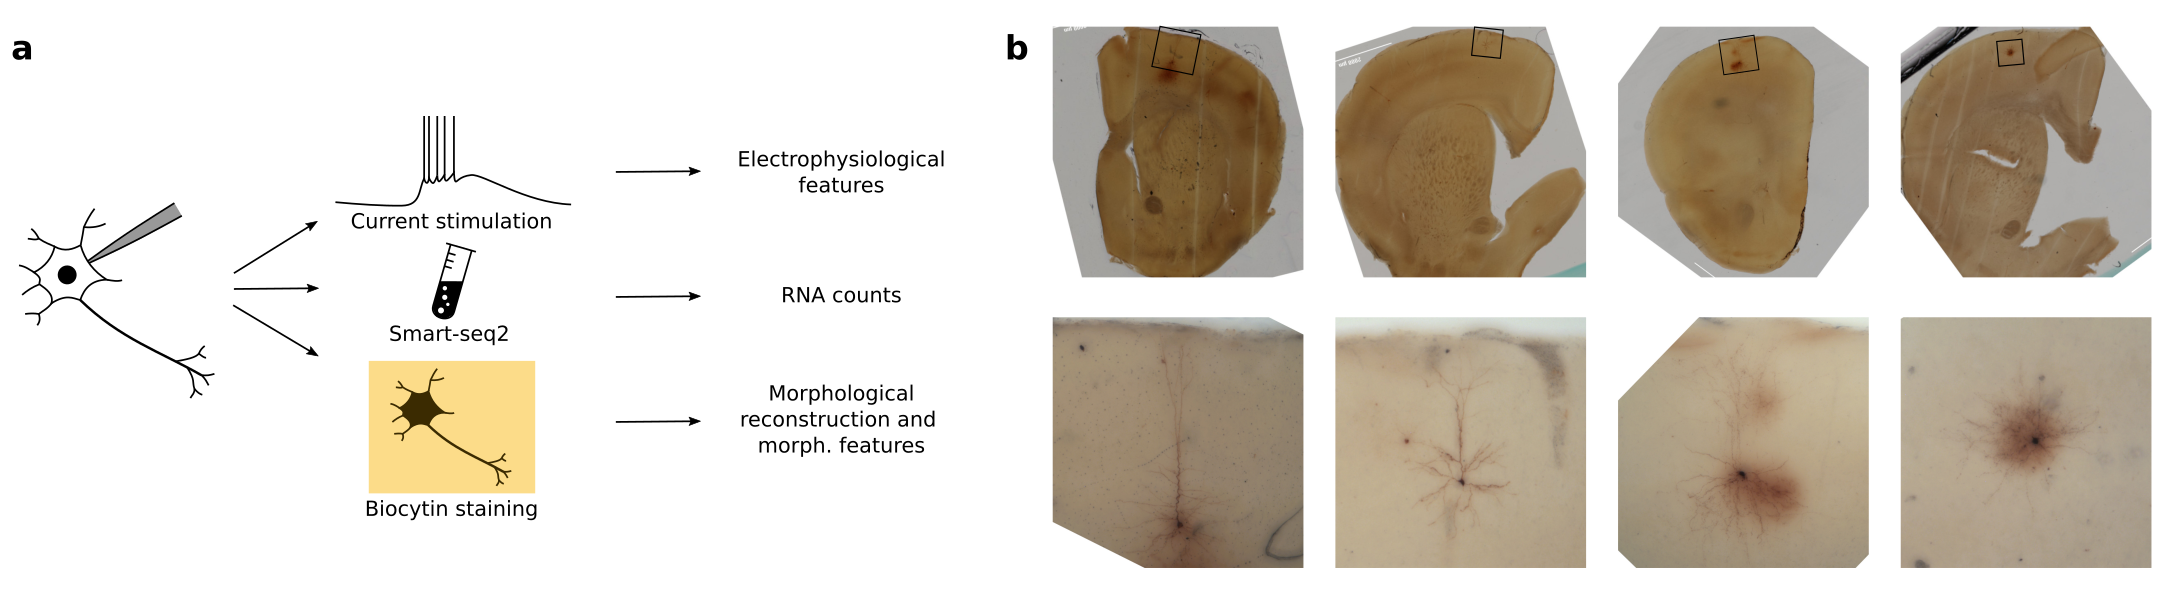 a
Current stimulation
Electrophysiological
features
Smart-seq2
RNA counts
Biocytin staining
Morphological
reconstruction and
morph. features
b